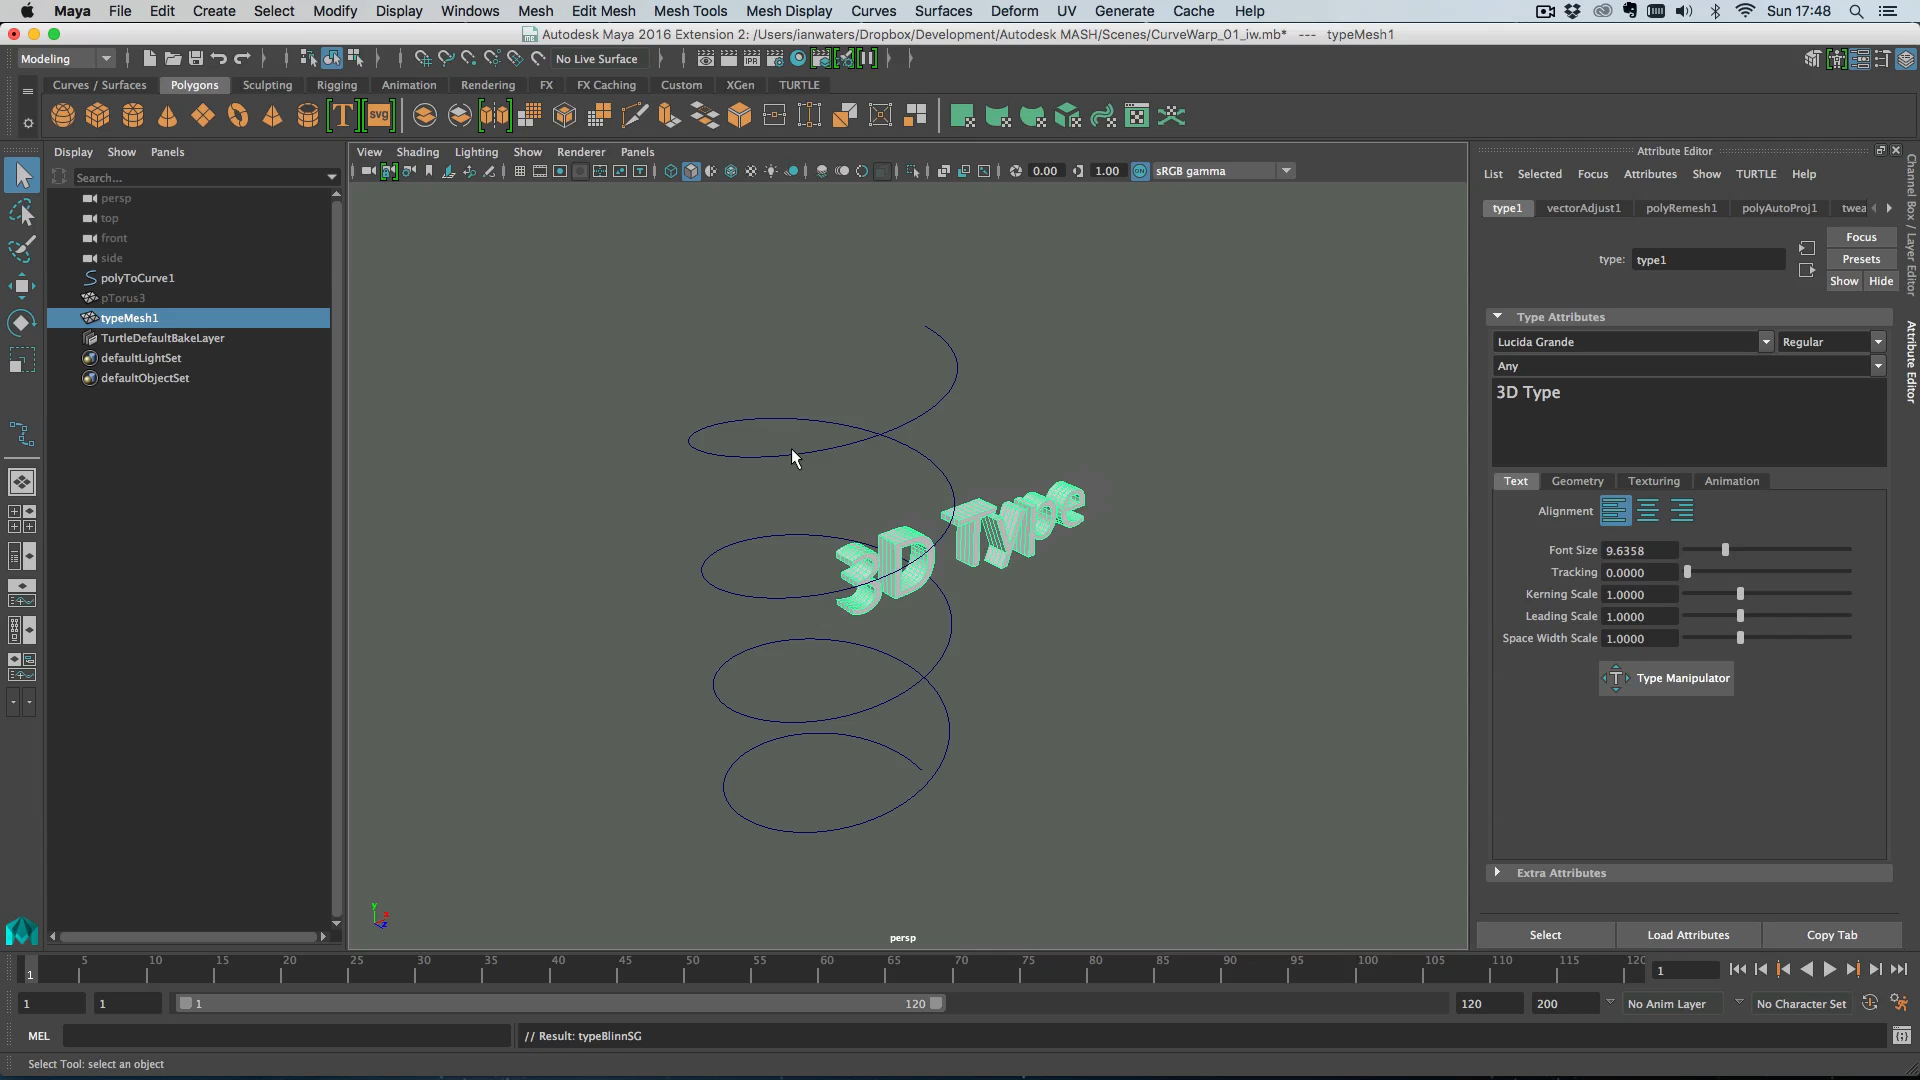 Maya File Edit Create Select Modify Display Windows Mesh Edit Mesh Mesh Tools Mesh Display Curves Surfaces Deform UV Generate Cache Help Sun 17:48
Autodesk Maya 2016 Extension 2: /Users/ianwaters/Dropbox/Development/Autodesk MASH/Scenes/CurveWarp_01_iw.mb* --- typeMesh1
Modeling No Live Surface IPR
Curves / Surfaces Polygons Sculpting Rigging Animation Rendering FX FX Caching Custom XGen TURTLE
T SVG
Display Show Panels
View Shading Lighting Show Renderer Panels
Attribute Editor
Search...
0.00 1.00 ON sRGB gamma
List Selected Focus Attributes Show TURTLE Help
persp
top
front
side
polyToCurve1
pTorus3
typeMesh1
TurtleDefaultBakeLayer
defaultLightSet
defaultObjectSet
type1 vectorAdjust1 polyRemesh1 polyAutoProj1 twea
type: type1
Focus
Presets
Show Hide
Channel Box / Layer Editor
Attribute Editor
Type Attributes
Lucida Grande Regular
Any
3D Type
Text Geometry Texturing Animation
Alignment
Font Size 9.6358
Tracking 0.0000
Kerning Scale 1.0000
Leading Scale 1.0000
Space Width Scale 1.0000
T Type Manipulator
Extra Attributes
3D Type
y x z
persp
Select Load Attributes Copy Tab
1 5 10 15 20 25 30 35 40 45 50 55 60 65 70 75 80 85 90 95 100 105 110 115 120 1
1 1 1 120 120 200 No Anim Layer No Character Set
MEL // Result: typeBlinnSG
Select Tool: select an object